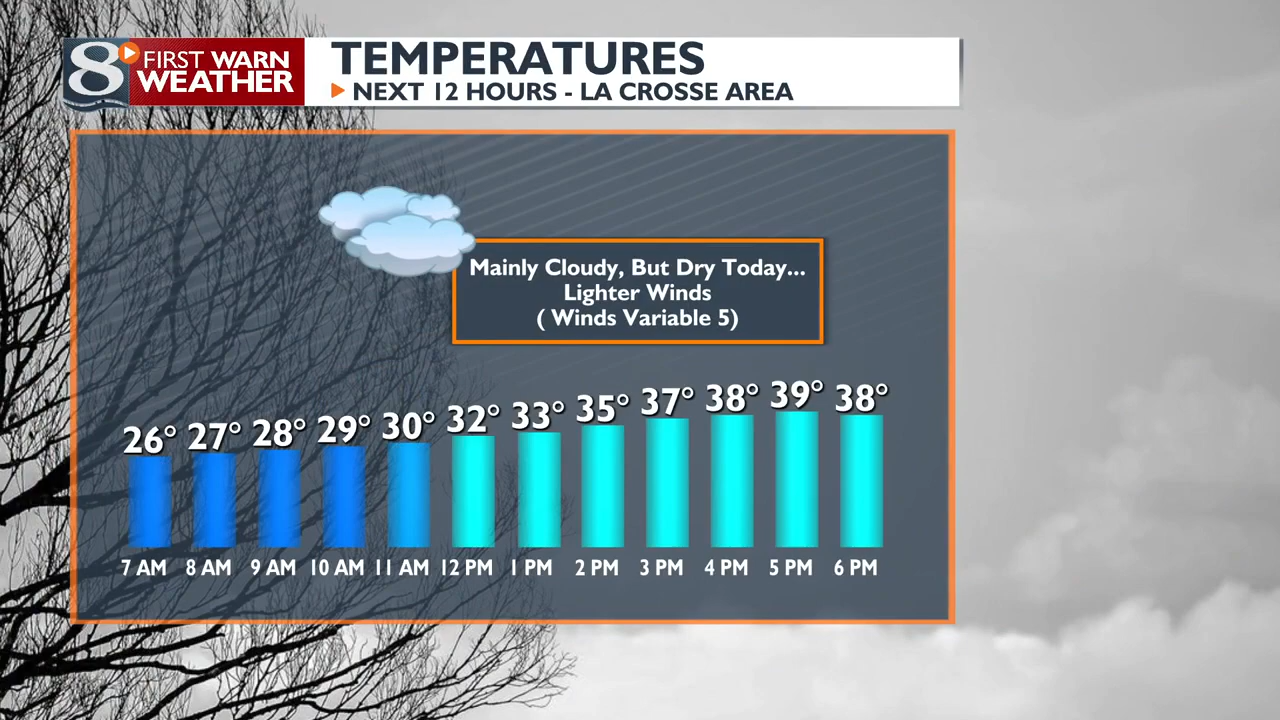 8 FIRST WARN
WEATHER
TEMPERATURES
NEXT 12 HOURS - LA CROSSE AREA
Mainly Cloudy, But Dry Today...
Lighter Winds
( Winds Variable 5)
26° 27° 28° 29° 30° 32° 33° 35° 37° 38° 39° 38°
7 AM 8 AM 9 AM 10 AM 11 AM 12 PM 1 PM 2 PM 3 PM 4 PM 5 PM 6 PM